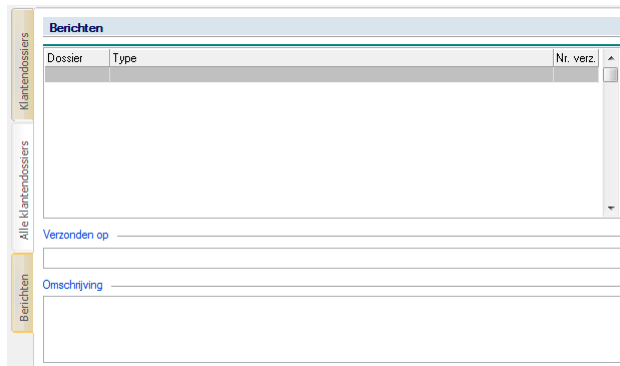 Klantendossiers
Alle klantendossiers
Berichten
Berichten
Dossier Type Nr. verz.
Verzonden op
Omschrijving